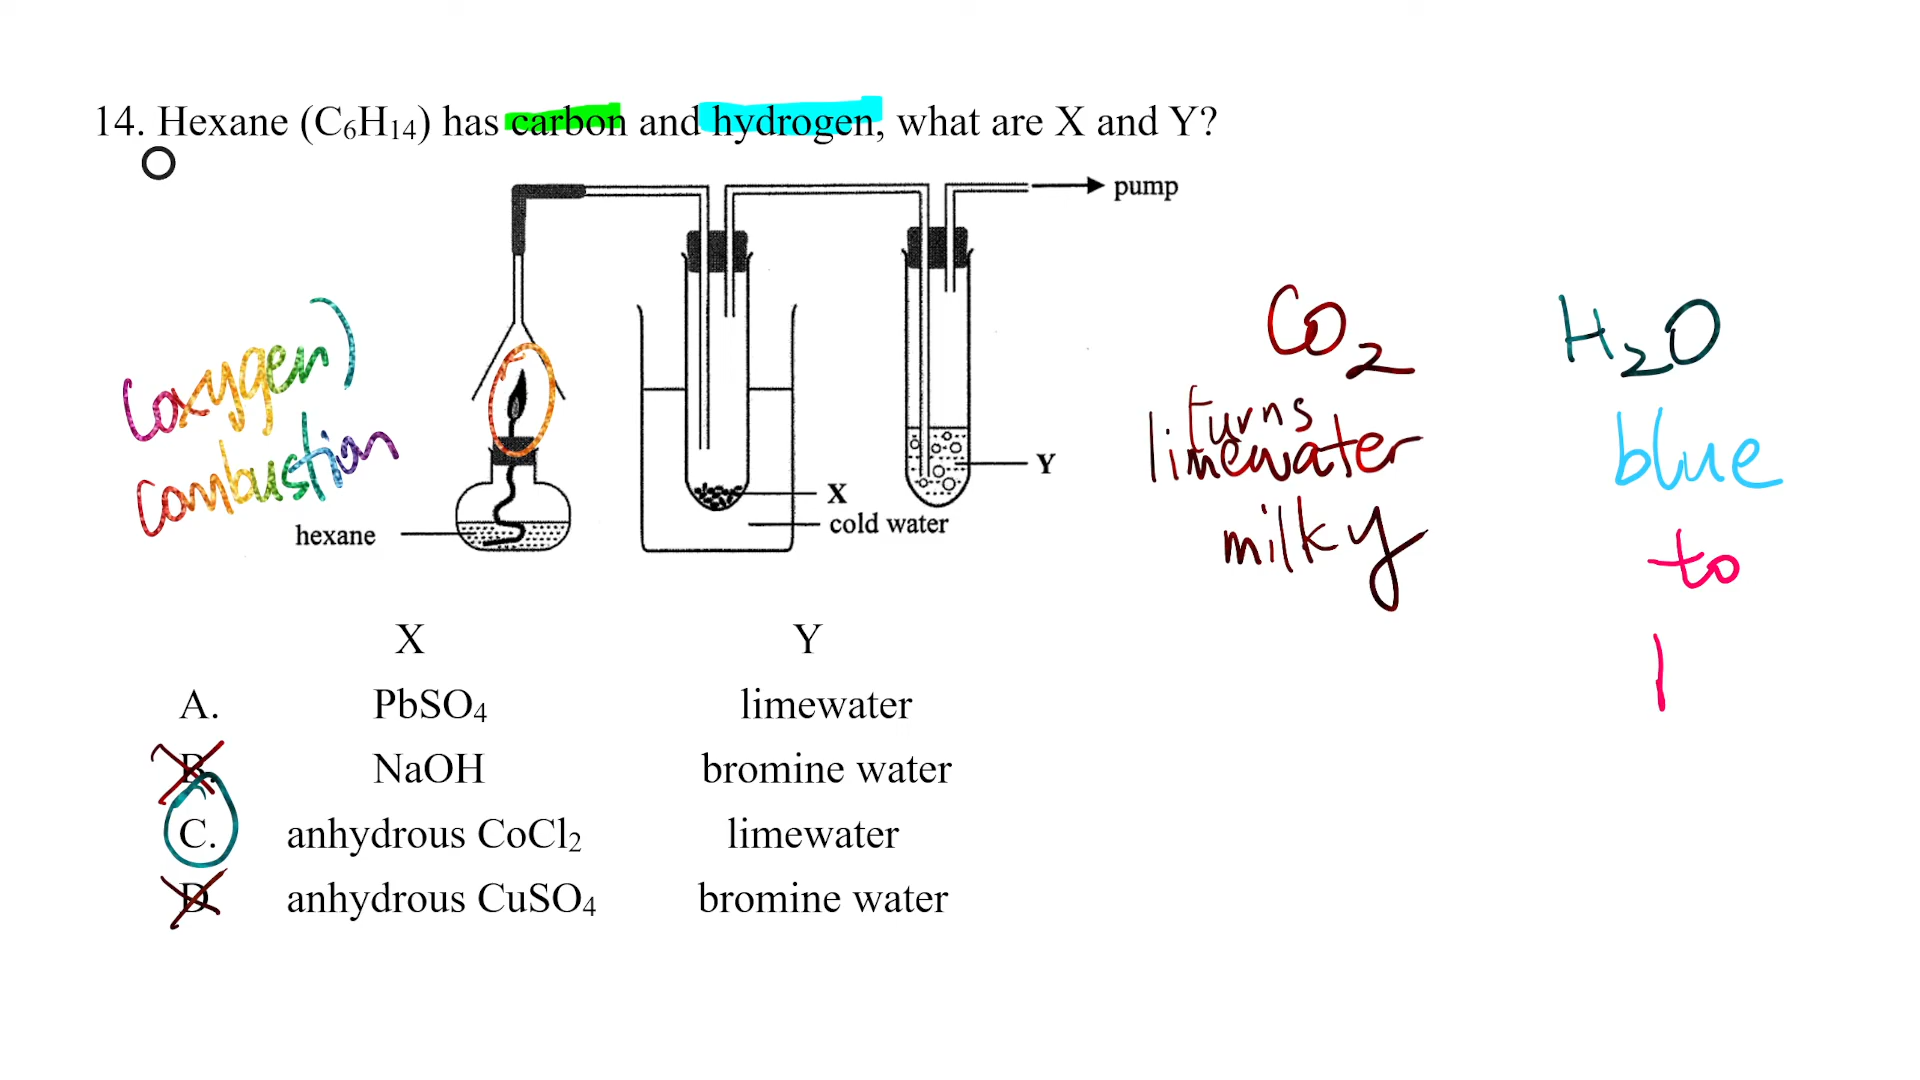 14. Hexane (C₆H₁₄) has carbon and hydrogen, what are X and Y?
pump
(oxygen)
combustion
hexane
X
cold water
Y
CO₂
turns
limewater
milky
H₂O
blue
to
X Y
A. PbSO₄ limewater
B. NaOH bromine water
C. anhydrous CoCl₂ limewater
D. anhydrous CuSO₄ bromine water